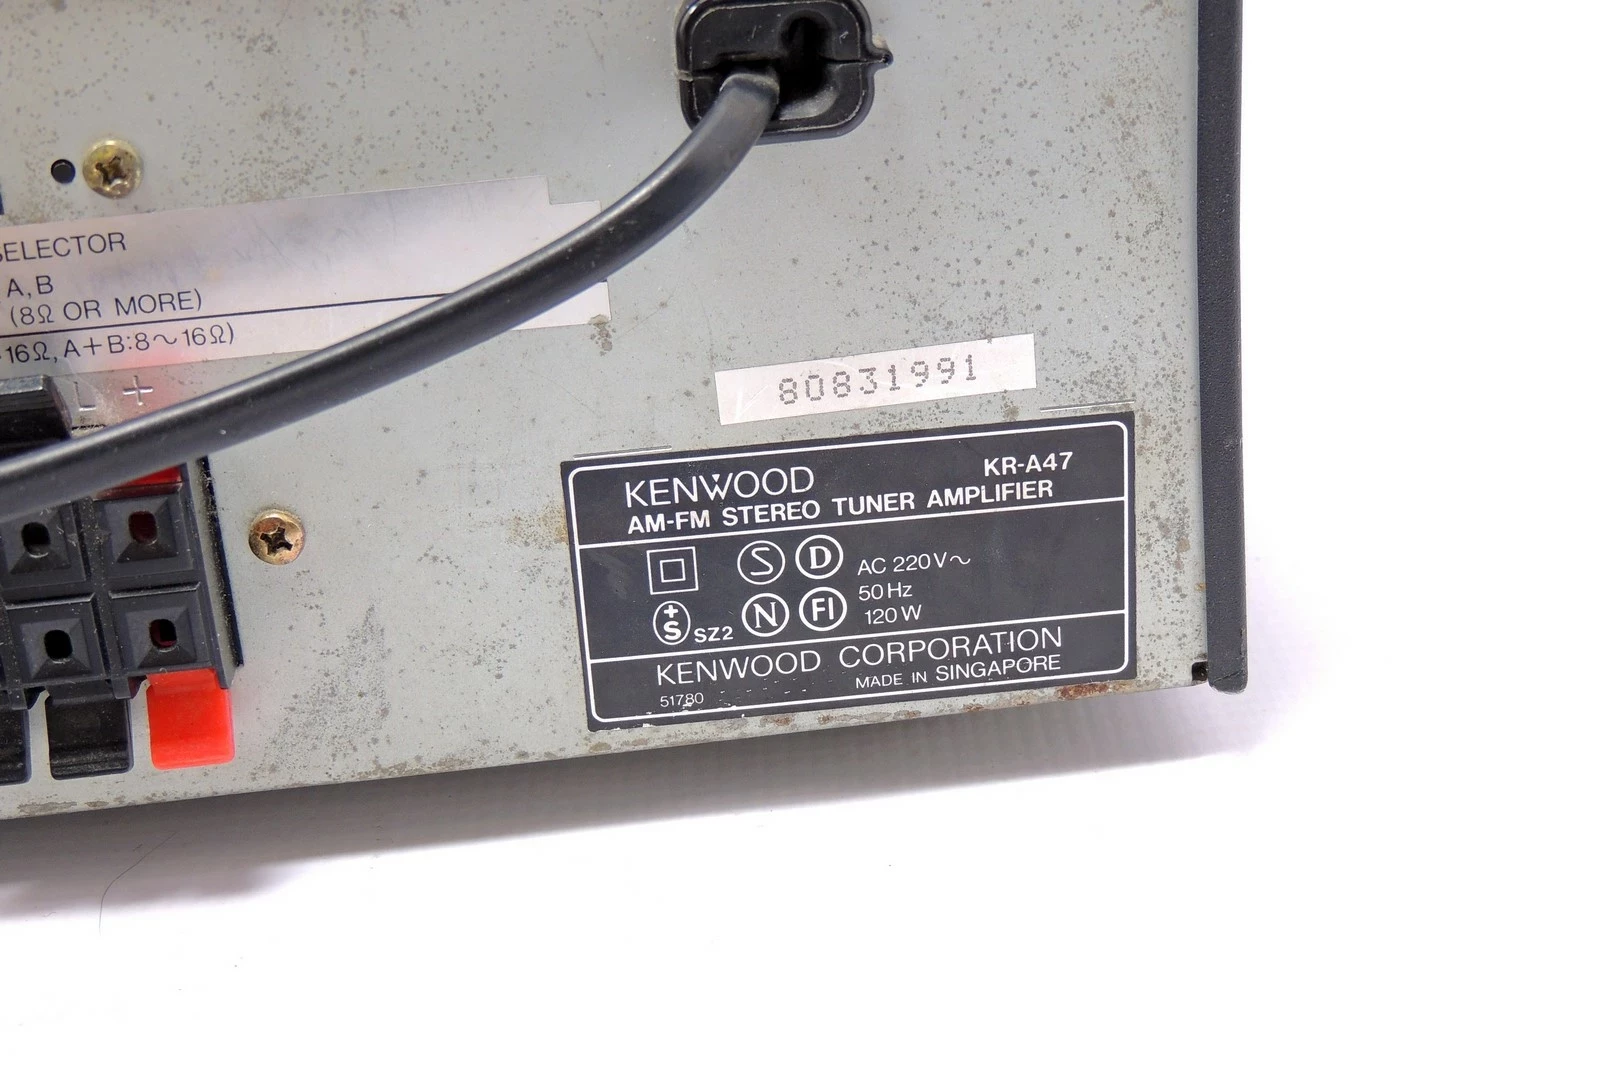 SELECTOR
A,B
(8Ω OR MORE)
16Ω, A+B:8~16Ω)
L +
80831991
KENWOOD KR-A47
AM-FM STEREO TUNER AMPLIFIER
S D AC 220V~
50Hz
+S SZ2 N FI 120W
KENWOOD CORPORATION
51780 MADE IN SINGAPORE